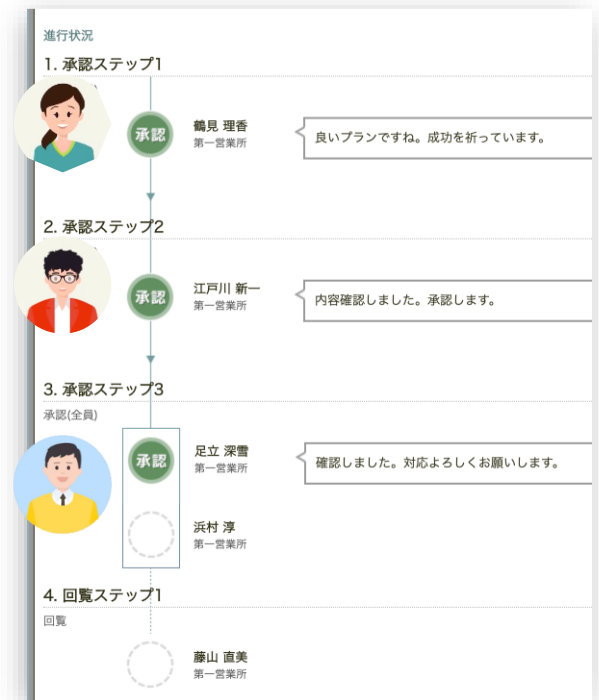 進行状況
1. 承認ステップ1
承認
鶴見 理香
第一営業所
良いプランですね。成功を祈っています。
2. 承認ステップ2
承認
江戸川 新一
第一営業所
内容確認しました。承認します。
3. 承認ステップ3
承認(全員)
承認
足立 深雪
第一営業所
確認しました。対応よろしくお願いします。
浜村 淳
第一営業所
4. 回覧ステップ1
回覧
藤山 直美
第一営業所